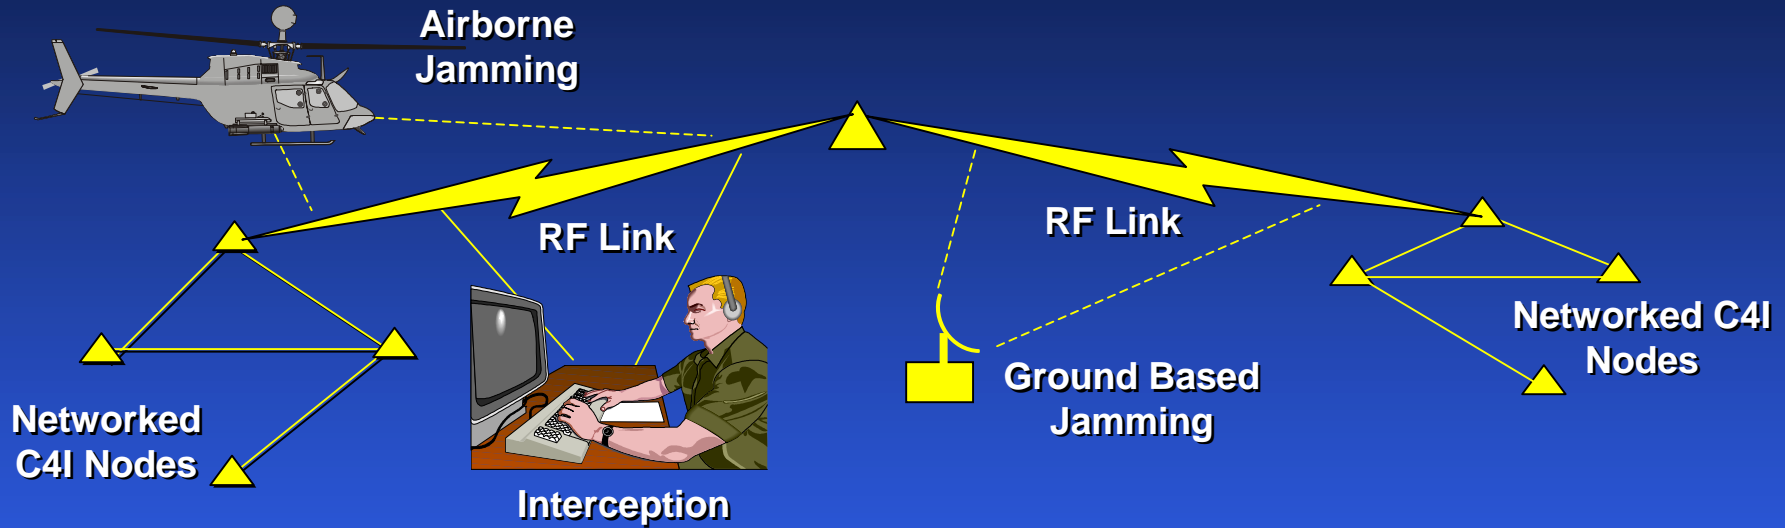 Airborne
Jamming
RF Link
RF Link
Networked C4I
Nodes
Ground Based
Jamming
Networked
C4I Nodes
Interception